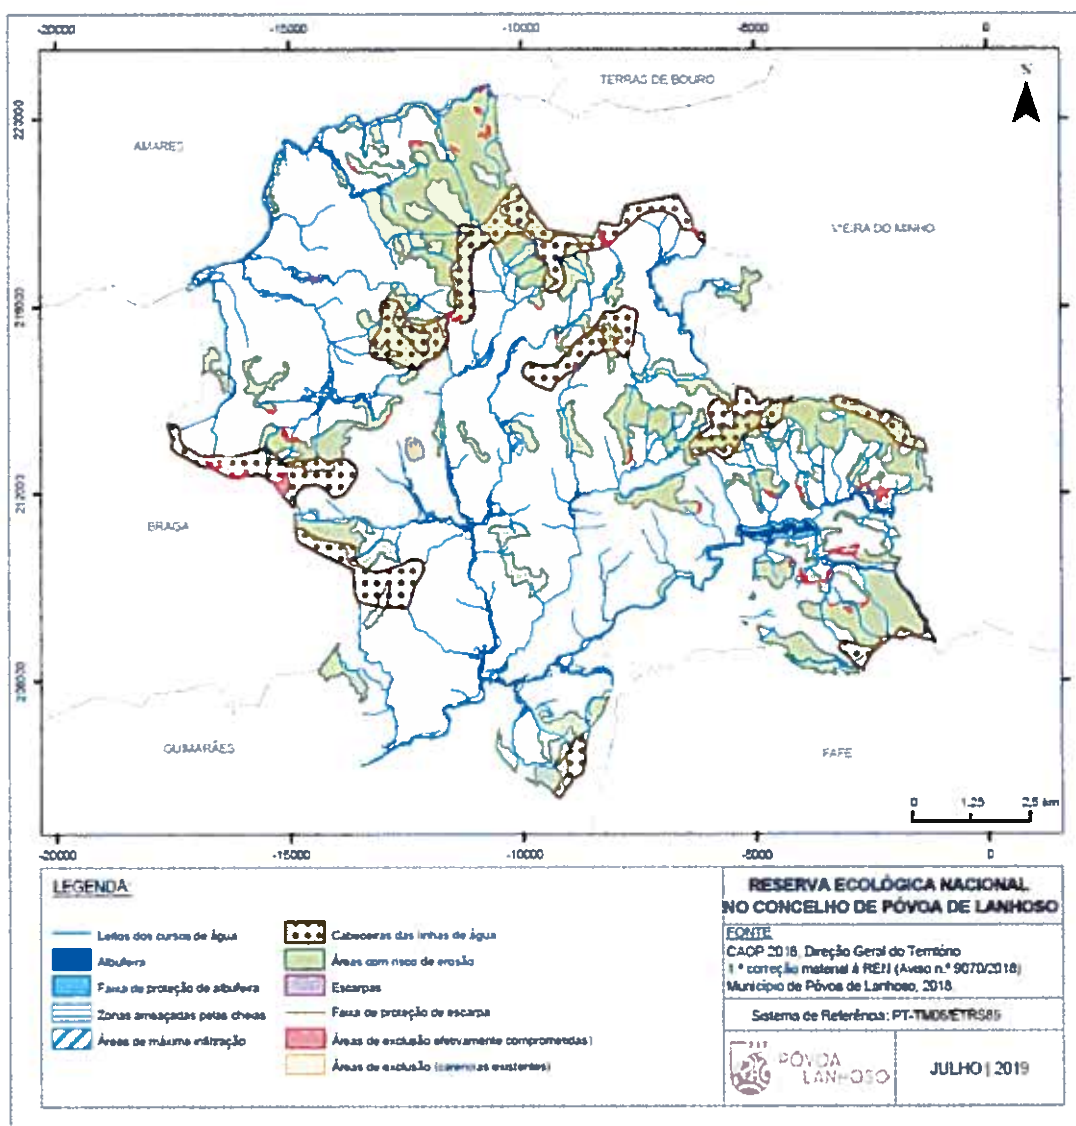 -20000 -15000 -10000 -5000 0
N
TERRAS DE BOURO
AMARES
VIEIRA DO MINHO
BRAGA
GUIMARÃES
FAFE
223000
219000
0 1,25 2,5 km
-20000 -15000 -10000 -5000 0
LEGENDA:
Leitos dos cursos de água
Albufeira
Faixa de proteção de albufeira
Zonas ameaçadas pelas cheias
Áreas de máxima infiltração
Cabeceiras das linhas de água
Áreas com risco de erosão
Escarpas
Faixa de proteção de escarpa
Áreas de exclusão (efetivamente comprometidas)
Áreas de exclusão (carências existentes)
RESERVA ECOLÓGICA NACIONAL
NO CONCELHO DE PÓVOA DE LANHOSO
FONTE
CAOP 2018, Direção Geral do Território
1.ª correção material à REN (Aviso n.º 9070/2018)
Município de Póvoa de Lanhoso, 2018
Sistema de Referência: PT-TM06/ETRS89
PÓVOA
LANHOSO
JULHO | 2019